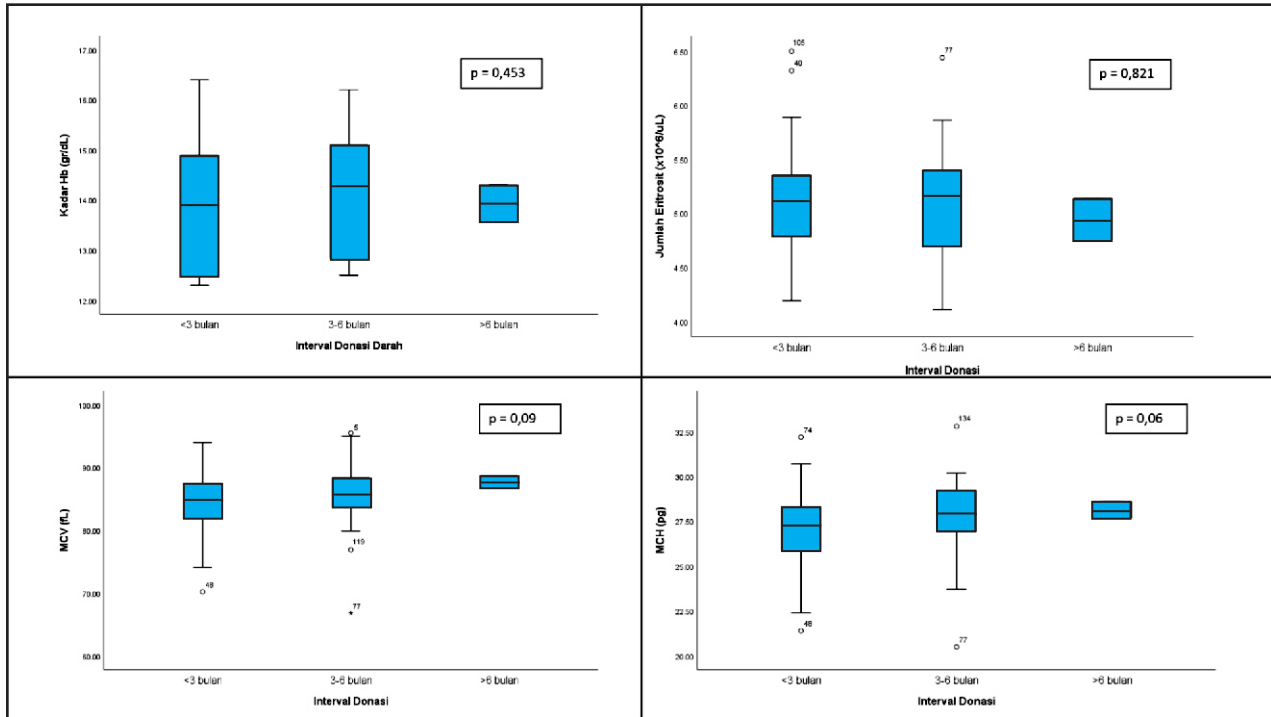 17.00
16.00
15.00
14.00
13.00
12.00
Kadar Hb (gr/dL)
p = 0,453
<3 bulan
3-6 bulan
>6 bulan
Interval Donasi Darah
6.50
6.00
5.50
5.00
4.50
4.00
Jumlah Eritrosit (x10^6/uL)
105
40
77
p = 0,821
<3 bulan
3-6 bulan
>6 bulan
Interval Donasi
100.00
90.00
80.00
70.00
60.00
MCV (fL)
p = 0,09
5
119
77
<3 bulan
3-6 bulan
>6 bulan
Interval Donasi
32.50
30.00
27.50
25.00
22.50
20.00
MCH (pg)
p = 0,06
74
134
48
77
<3 bulan
3-6 bulan
>6 bulan
Interval Donasi